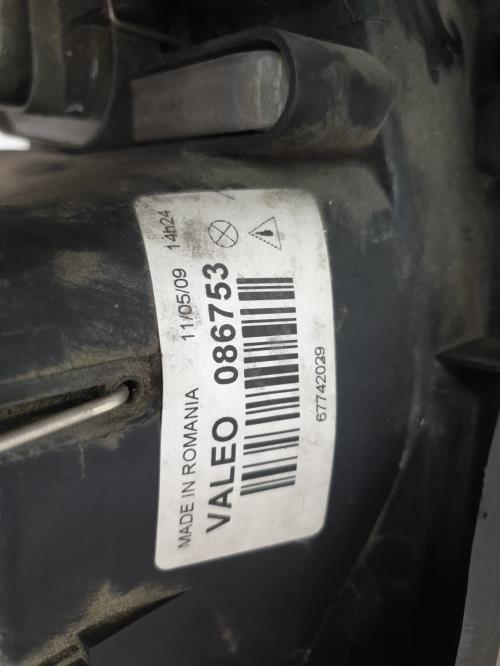 MADE IN ROMANIA 11/05/09 14h24
VALEO 086753
67742029